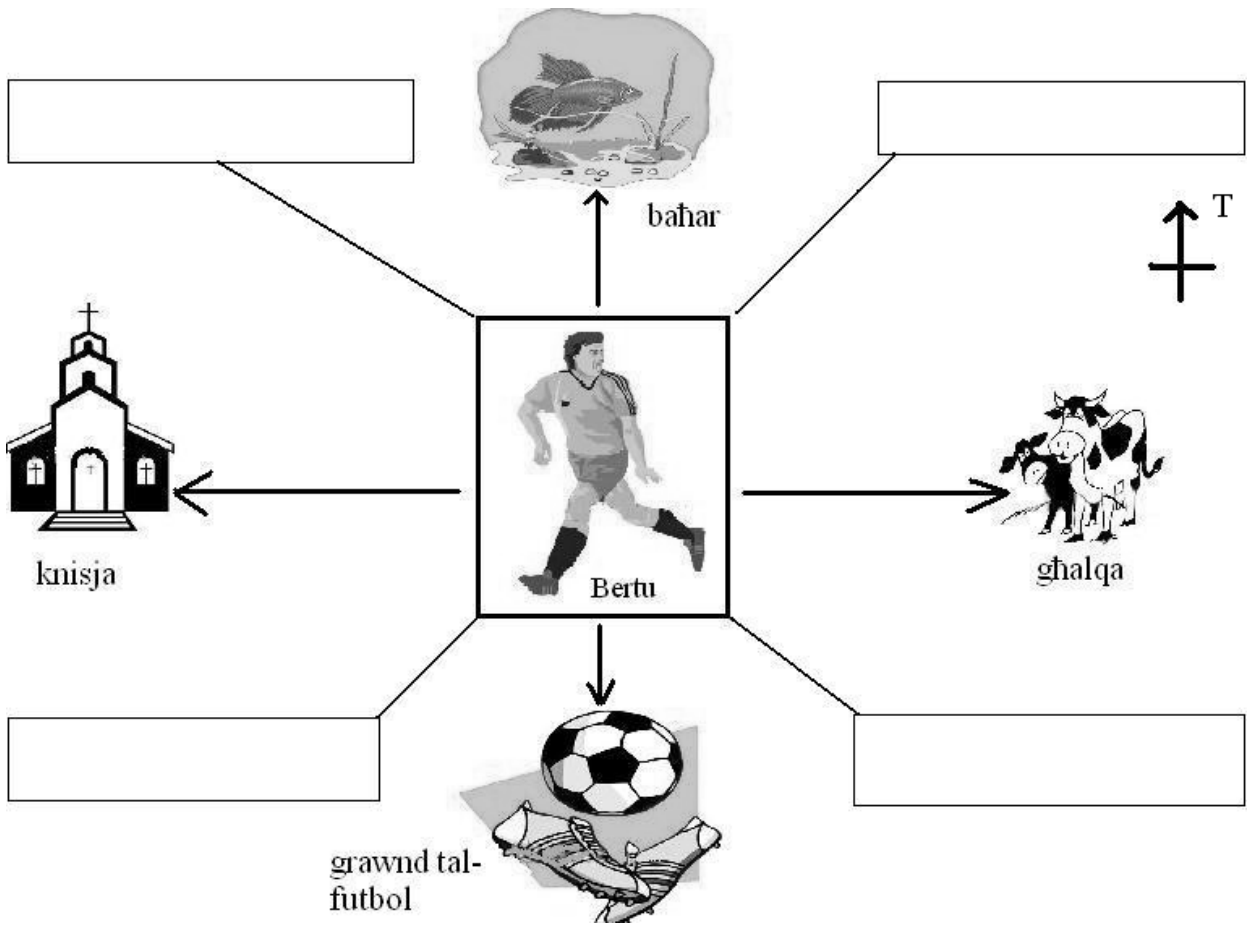 baħar
T
knisja
Bertu
għalqa
grawnd tal-
futbol